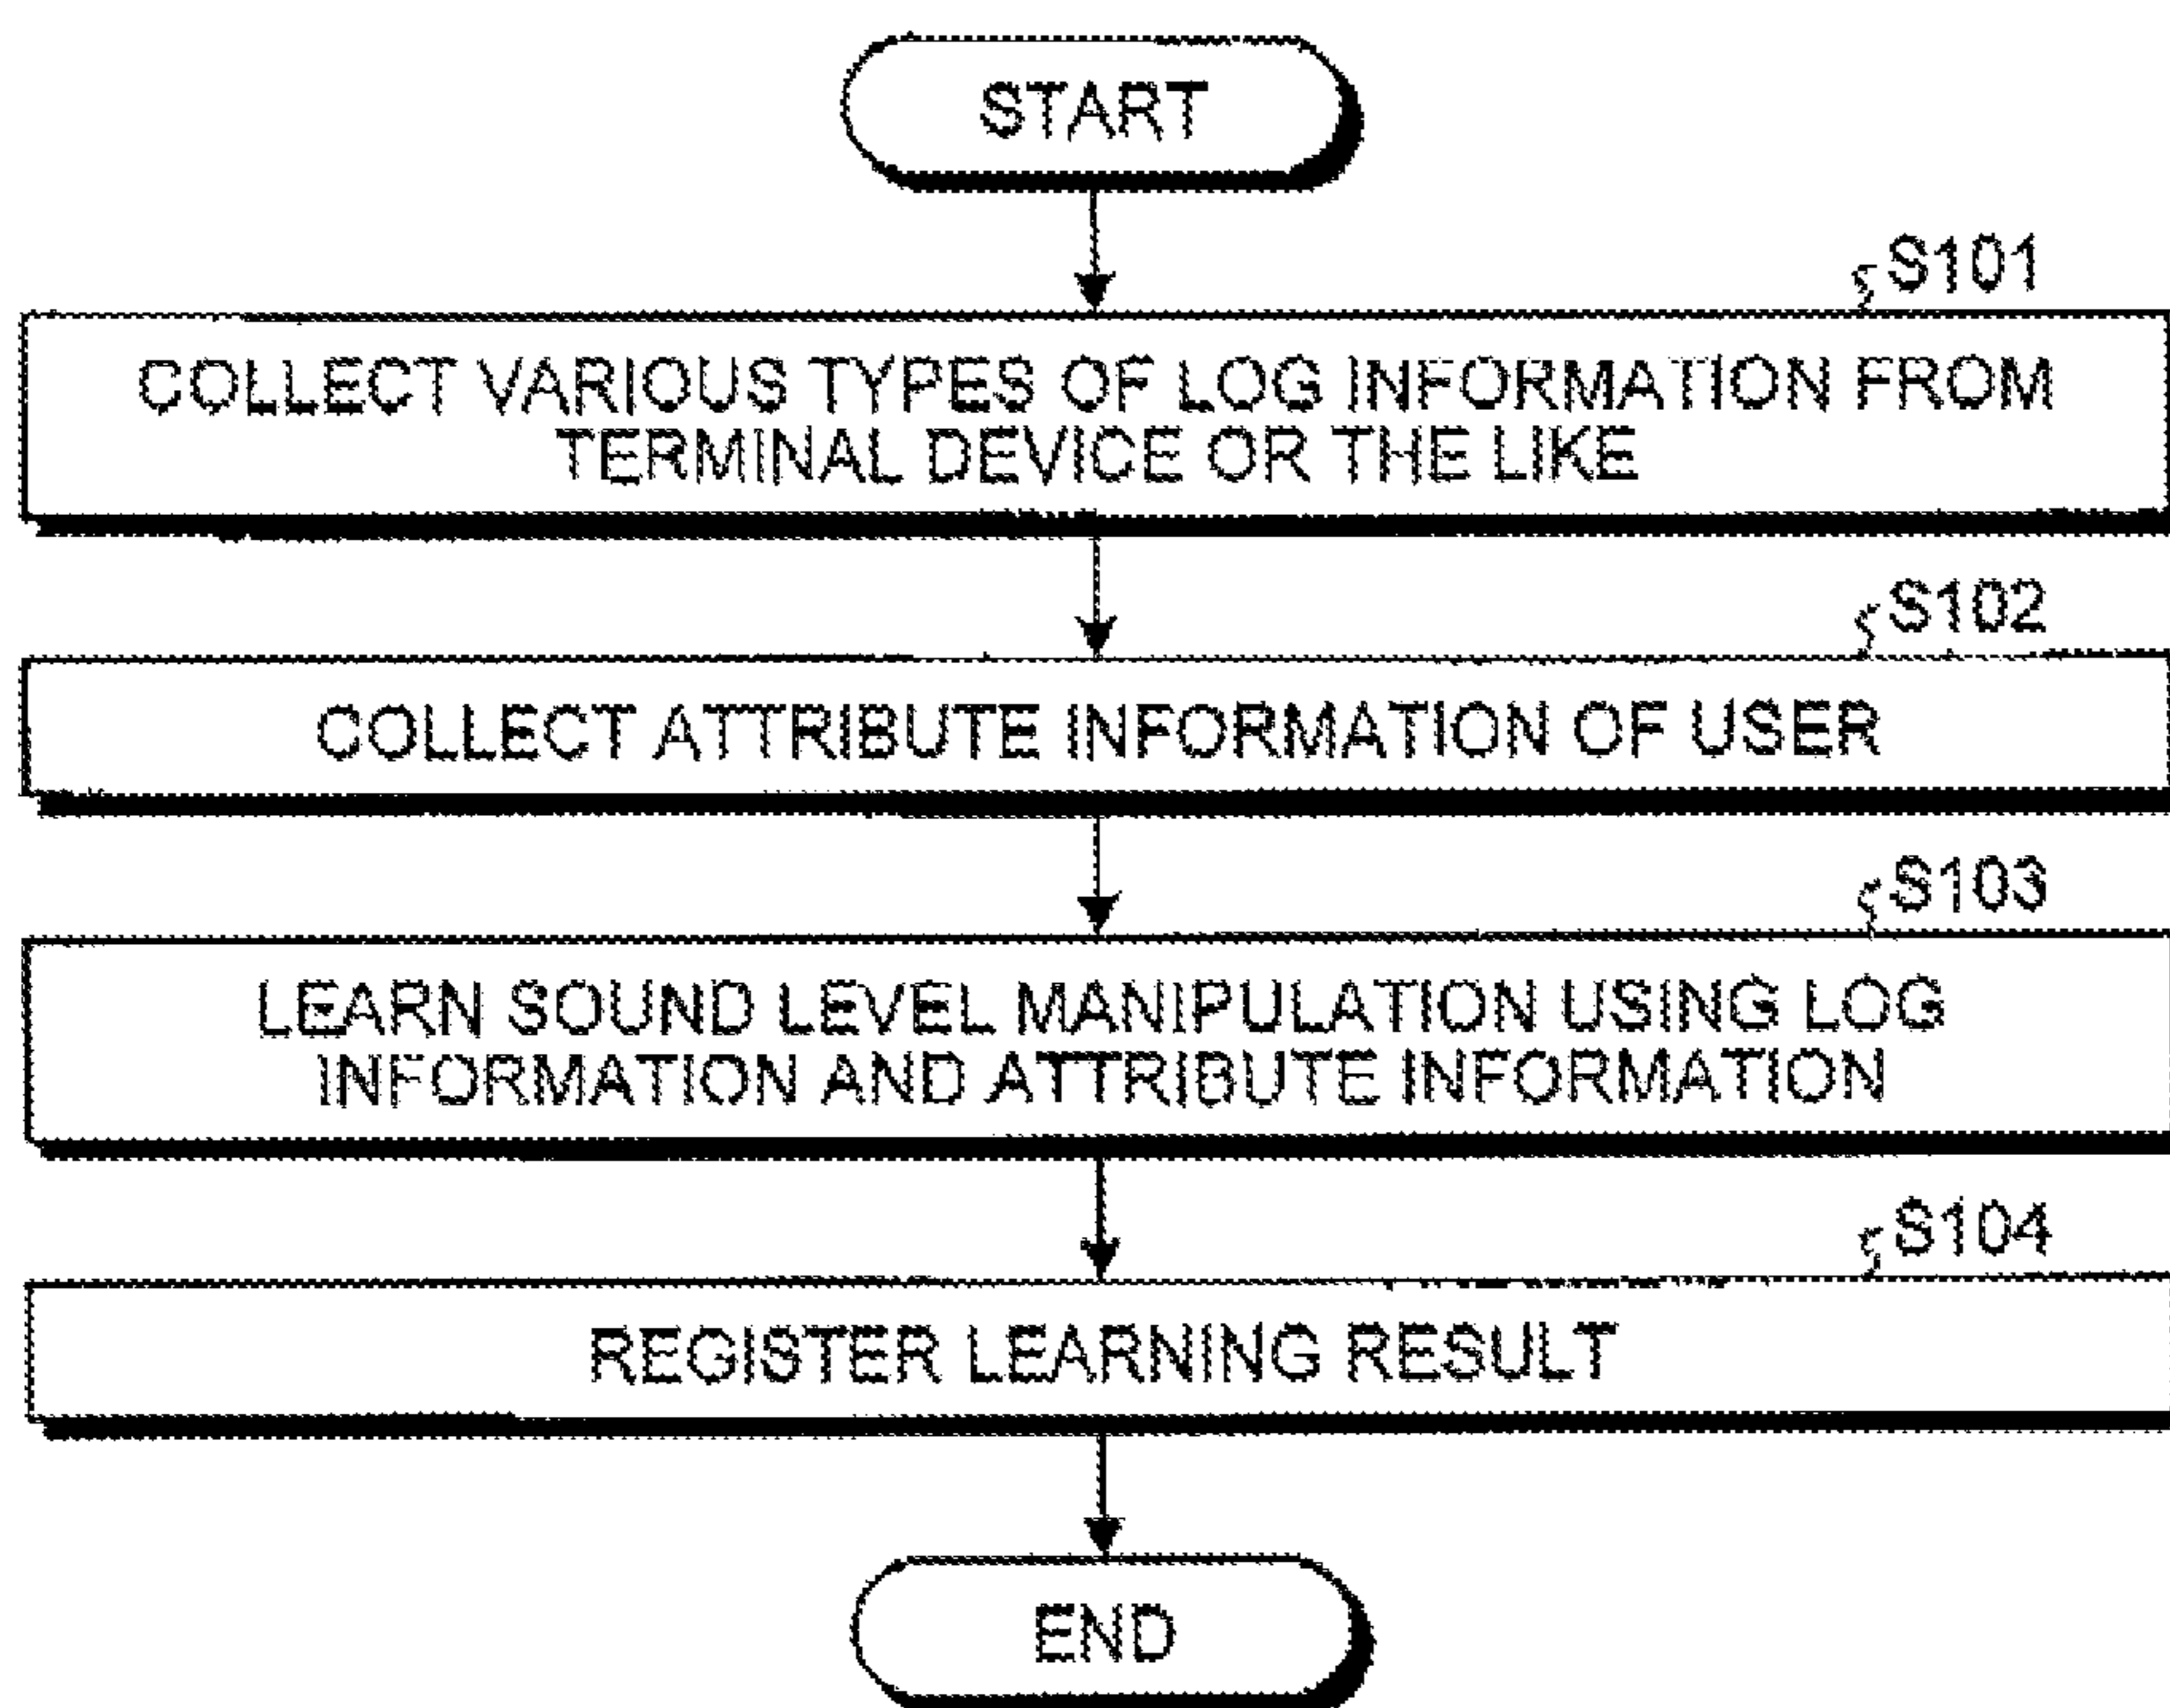 START
S101
COLLECT VARIOUS TYPES OF LOG INFORMATION FROM
TERMINAL DEVICE OR THE LIKE
S102
COLLECT ATTRIBUTE INFORMATION OF USER
S103
LEARN SOUND LEVEL MANIPULATION USING LOG
INFORMATION AND ATTRIBUTE INFORMATION
S104
REGISTER LEARNING RESULT
END